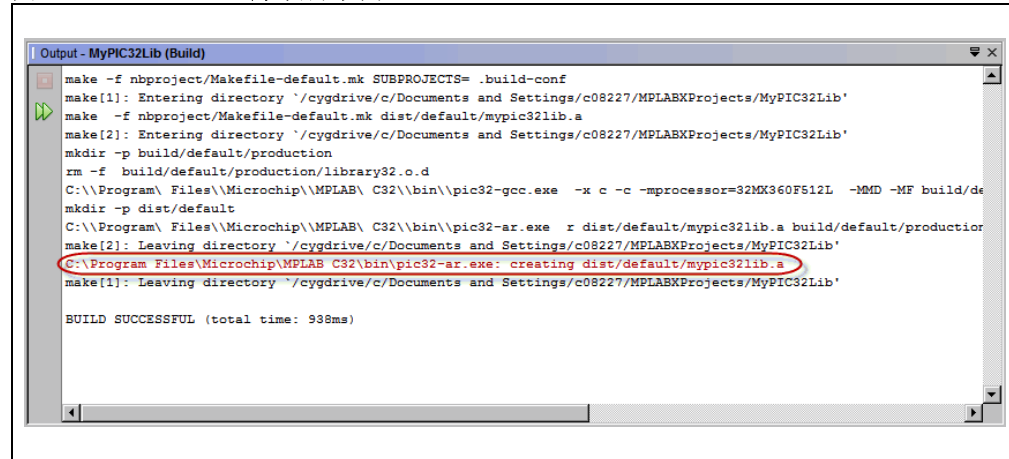 Output - MyPIC32Lib (Build)
make -f nbproject/Makefile-default.mk SUBPROJECTS= .build-conf
make[1]: Entering directory `/cygdrive/c/Documents and Settings/c08227/MPLABXProjects/MyPIC32Lib'
make  -f nbproject/Makefile-default.mk dist/default/mypic32lib.a
make[2]: Entering directory `/cygdrive/c/Documents and Settings/c08227/MPLABXProjects/MyPIC32Lib'
mkdir -p build/default/production
rm -f  build/default/production/library32.o.d
C:\\Program\ Files\\Microchip\\MPLAB\ C32\\bin\\pic32-gcc.exe  -x c -c -mprocessor=32MX360F512L  -MMD -MF build/de
mkdir -p dist/default
C:\\Program\ Files\\Microchip\\MPLAB\ C32\\bin\\pic32-ar.exe  r dist/default/mypic32lib.a build/default/production
make[2]: Leaving directory `/cygdrive/c/Documents and Settings/c08227/MPLABXProjects/MyPIC32Lib'
C:\Program Files\Microchip\MPLAB C32\bin\pic32-ar.exe: creating dist/default/mypic32lib.a
make[1]: Leaving directory `/cygdrive/c/Documents and Settings/c08227/MPLABXProjects/MyPIC32Lib'
BUILD SUCCESSFUL (total time: 938ms)